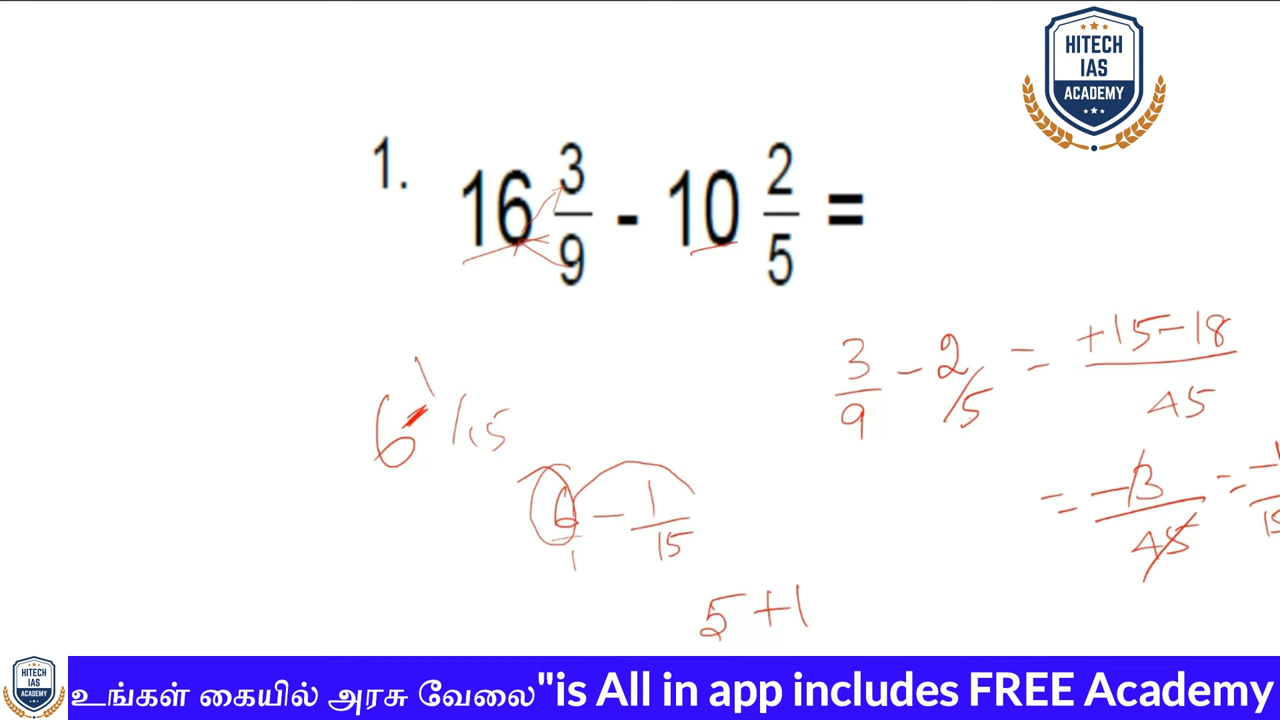 HITECH
IAS
ACADEMY
1. 16 3/9 - 10 2/5 =
3/9 - 2/5 = +15-18/45
= -3/45 = -1/15
6 1/15
6 - 1/15
5+1
HITECH
IAS
ACADEMY
உங்கள் கையில் அரசு வேலை"is All in app includes FREE Academy